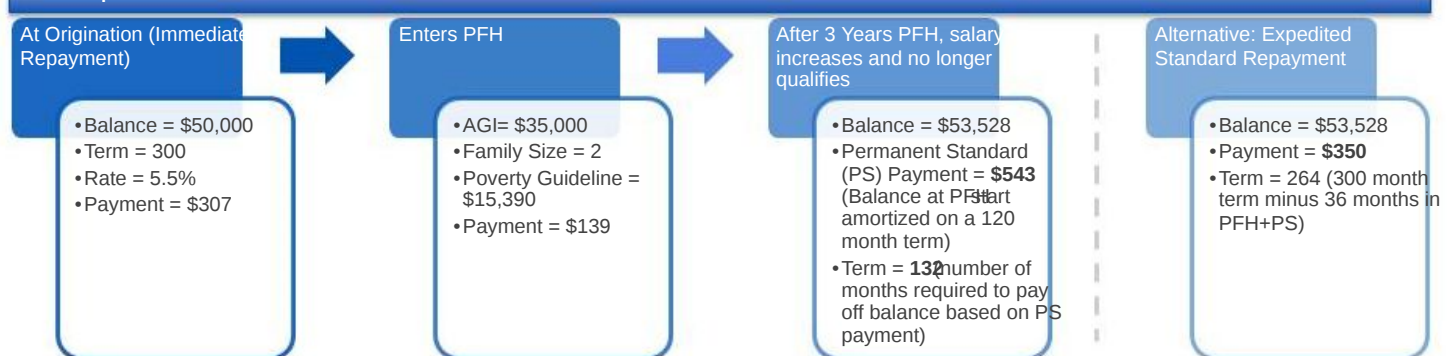 At Origination (Immediate
Repayment)
•Balance = $50,000
•Term = 300
•Rate = 5.5%
•Payment = $307
Enters PFH
•AGI= $35,000
•Family Size = 2
•Poverty Guideline =
$15,390
•Payment = $139
After 3 Years PFH, salary
increases and no longer
qualifies
•Balance = $53,528
•Permanent Standard
(PS) Payment = $543
(Balance at PFH start
amortized on a 120
month term)
•Term = 132 (number of
months required to pay
off balance based on PS
payment)
Alternative: Expedited
Standard Repayment
•Balance = $53,528
•Payment = $350
•Term = 264 (300 month
term minus 36 months in
PFH+PS)